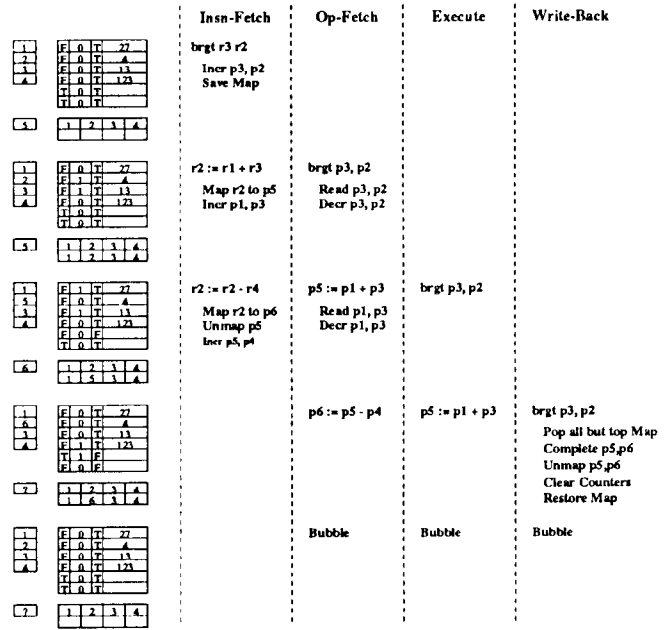 Insn-Fetch Op-Fetch Execute Write-Back
1 F 0 T 27 brgt r3 r2
2 F 0 T 4 Incr p3, p2
3 F 0 T 13 Save Map
4 F 0 T 123
T 0 T
T 0 T
5 1 2 3 4
1 F 0 T 27 r2 := r1 + r3 brgt p3, p2
2 F 1 T 4 Map r2 to p5 Read p3, p2
3 F 1 T 13 Incr p1, p3 Decr p3, p2
4 F 0 T 123
T 0 T
T 0 T
5 1 2 3 4
1 2 3 4
1 F 1 T 27 r2 := r2 - r4 p5 := p1 + p3 brgt p3, p2
5 F 0 T 4 Map r2 to p6 Read p1, p3
3 F 1 T 13 Unmap p5 Decr p1, p3
4 F 0 T 123 Incr p5, p4
F 0 F
T 0 T
6 1 2 3 4
1 5 3 4
1 F 0 T 27 p6 := p5 - p4 p5 := p1 + p3 brgt p3, p2
6 F 0 T 4 Pop all but top Map
3 F 0 T 13 Complete p5,p6
4 F 1 T 123 Unmap p5,p6
T 1 F Clear Counters
F 0 F Restore Map
7 1 2 3 4
1 6 3 4
1 F 0 T 27 Bubble Bubble Bubble
2 F 0 T 4
3 F 0 T 13
4 F 0 T 123
T 0 T
T 0 T
7 1 2 3 4